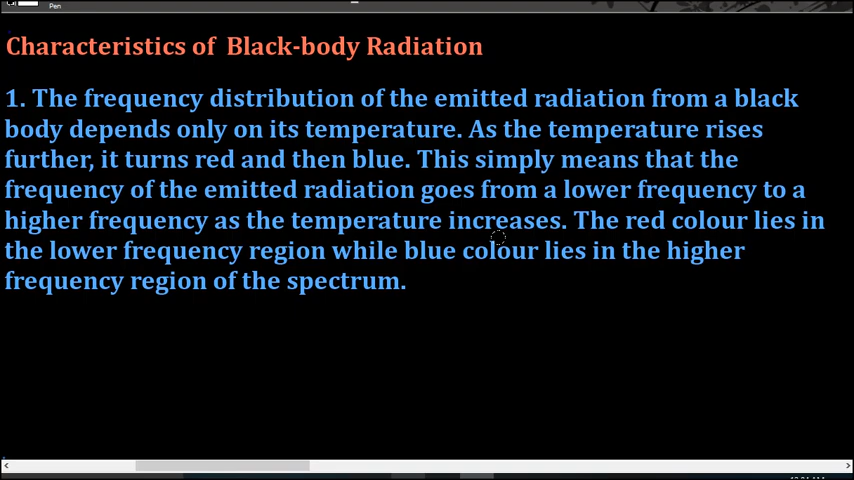 Pen
Characteristics of Black-body Radiation
1. The frequency distribution of the emitted radiation from a black
body depends only on its temperature. As the temperature rises
further, it turns red and then blue. This simply means that the
frequency of the emitted radiation goes from a lower frequency to a
higher frequency as the temperature increases. The red colour lies in
the lower frequency region while blue colour lies in the higher
frequency region of the spectrum.